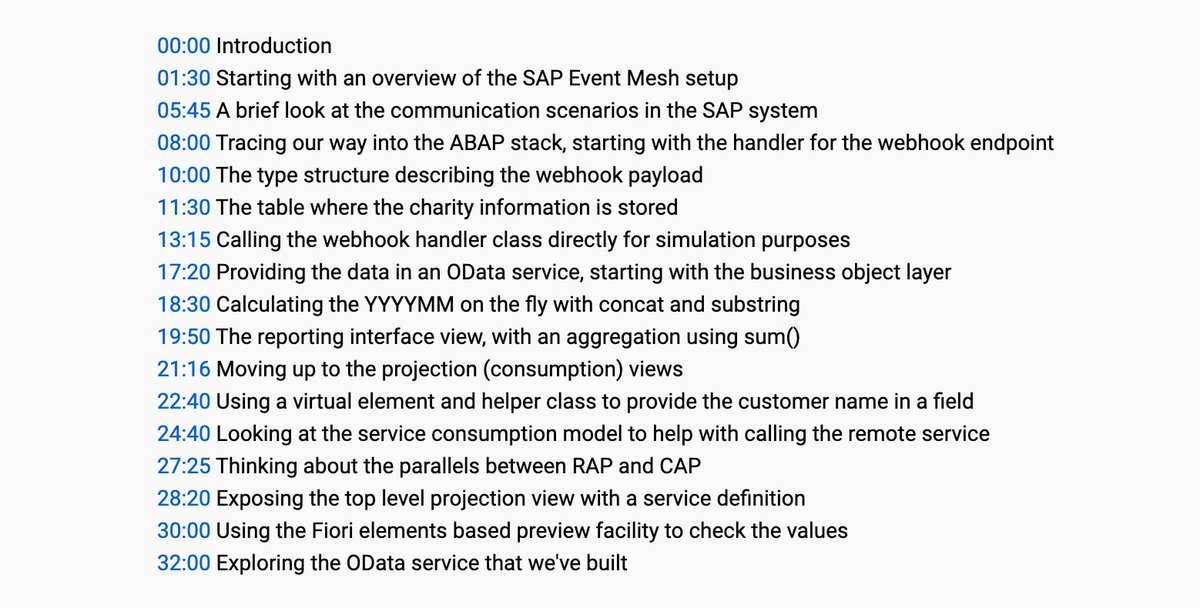 00:00 Introduction
01:30 Starting with an overview of the SAP Event Mesh setup
05:45 A brief look at the communication scenarios in the SAP system
08:00 Tracing our way into the ABAP stack, starting with the handler for the webhook endpoint
10:00 The type structure describing the webhook payload
11:30 The table where the charity information is stored
13:15 Calling the webhook handler class directly for simulation purposes
17:20 Providing the data in an OData service, starting with the business object layer
18:30 Calculating the YYYYMM on the fly with concat and substring
19:50 The reporting interface view, with an aggregation using sum()
21:16 Moving up to the projection (consumption) views
22:40 Using a virtual element and helper class to provide the customer name in a field
24:40 Looking at the service consumption model to help with calling the remote service
27:25 Thinking about the parallels between RAP and CAP
28:20 Exposing the top level projection view with a service definition
30:00 Using the Fiori elements based preview facility to check the values
32:00 Exploring the OData service that we've built